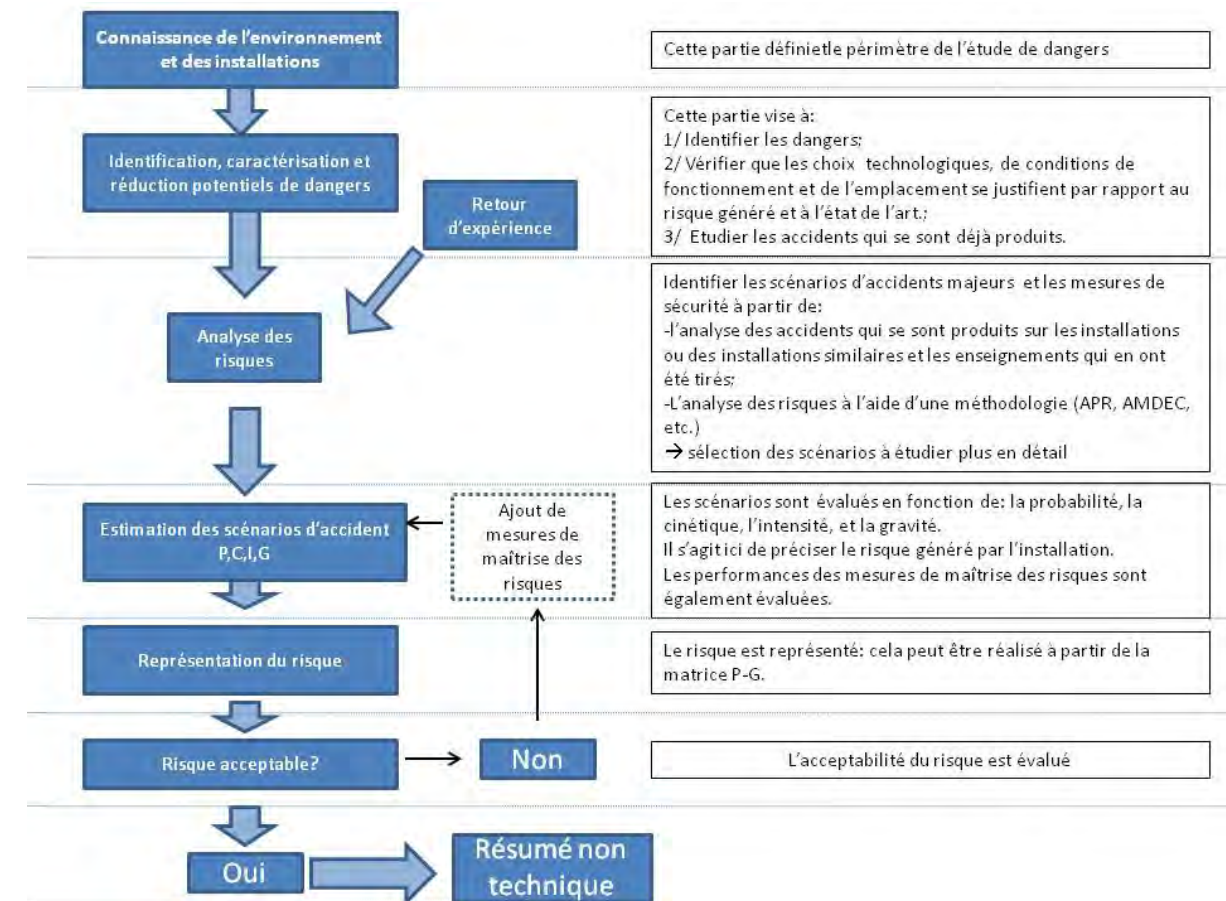 Connaissance de l'environnement
et des installations
Cette partie définietle périmètre de l'étude de dangers
Identification, caractérisation et
réduction potentiels de dangers
Retour
d'expérience
Cette partie vise à:
1/ Identifier les dangers;
2/ Vérifier que les choix technologiques, de conditions de
fonctionnement et de l'emplacement se justifient par rapport au
risque généré et à l'état de l'art.;
3/ Etudier les accidents qui se sont déjà produits.
Analyse des
risques
Identifier les scénarios d'accidents majeurs et les mesures de
sécurité à partir de:
-l'analyse des accidents qui se sont produits sur les installations
ou des installations similaires et les enseignements qui en ont
été tirés;
-L'analyse des risques à l'aide d'une méthodologie (APR, AMDEC,
etc.)
→ sélection des scénarios à étudier plus en détail
Estimation des scénarios d'accident
P,C,I,G
Ajout de
mesures de
maîtrise des
risques
Les scénarios sont évalués en fonction de: la probabilité, la
cinétique, l'intensité, et la gravité.
Il s'agit ici de préciser le risque généré par l'installation.
Les performances des mesures de maîtrise des risques sont
également évaluées.
Représentation du risque
Le risque est représenté: cela peut être réalisé à partir de la
matrice P-G.
Risque acceptable?
Non
L'acceptabilité du risque est évalué
Oui
Résumé non
technique